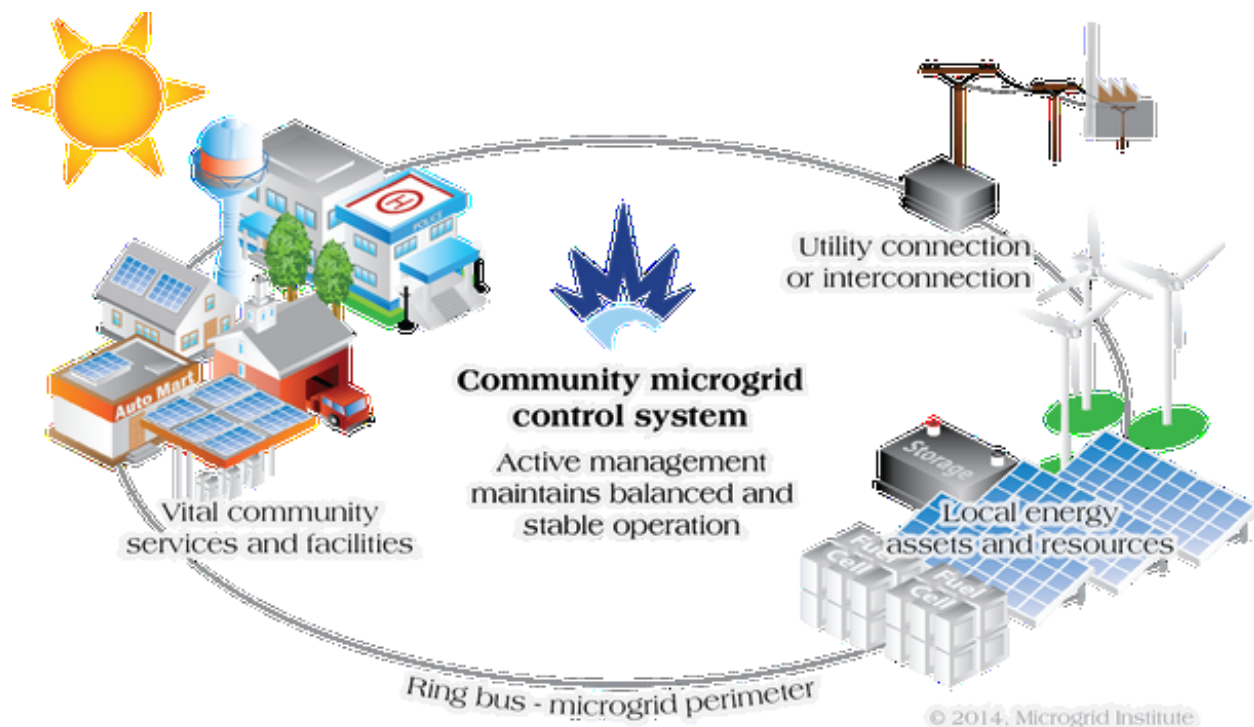 H
POLICE
Utility connection
or interconnection
Auto Mart
Community microgrid
control system
Active management
maintains balanced and
stable operation
Storage
Vital community
services and facilities
Local energy
assets and resources
Fuel
Cell
Fuel
Cell
Ring bus - microgrid perimeter
© 2014, Microgrid Institute